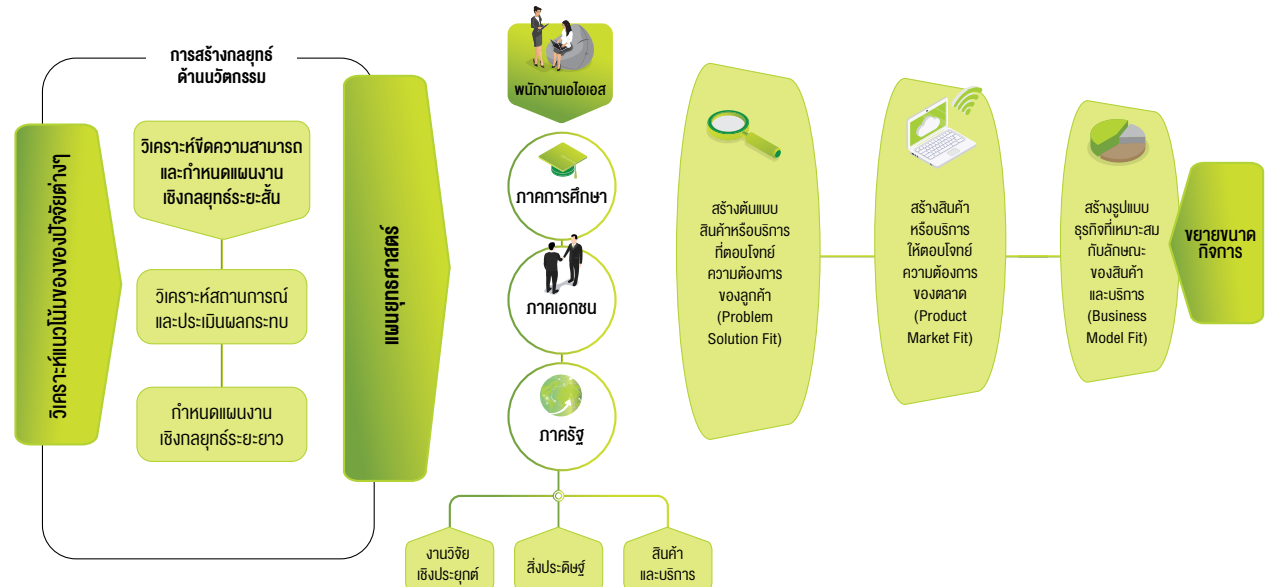 การสร้างกลยุทธ์
ด้านนวัตกรรม
วิเคราะห์แนวโน้มของของปัจจัยต่างๆ
วิเคราะห์ขีดความสามารถ
และกำหนดแผนงาน
เชิงกลยุทธ์ระยะสั้น
วิเคราะห์สถานการณ์
และประเมินผลกระทบ
กำหนดแผนงาน
เชิงกลยุทธ์ระยะยาว
แผนยุทธศาสตร์
พนักงานเอไอเอส
ภาคการศึกษา
ภาคเอกชน
ภาครัฐ
งานวิจัย
เชิงประยุกต์
สิ่งประดิษฐ์
สินค้า
และบริการ
สร้างต้นแบบ
สินค้าหรือบริการ
ที่ตอบโจทย์
ความต้องการ
ของลูกค้า
(Problem
Solution Fit)
สร้างสินค้า
หรือบริการ
ให้ตอบโจทย์
ความต้องการ
ของตลาด
(Product
Market Fit)
สร้างรูปแบบ
ธุรกิจที่เหมาะสม
กับลักษณะ
ของสินค้า
และบริการ
(Business
Model Fit)
ขยายขนาด
กิจการ